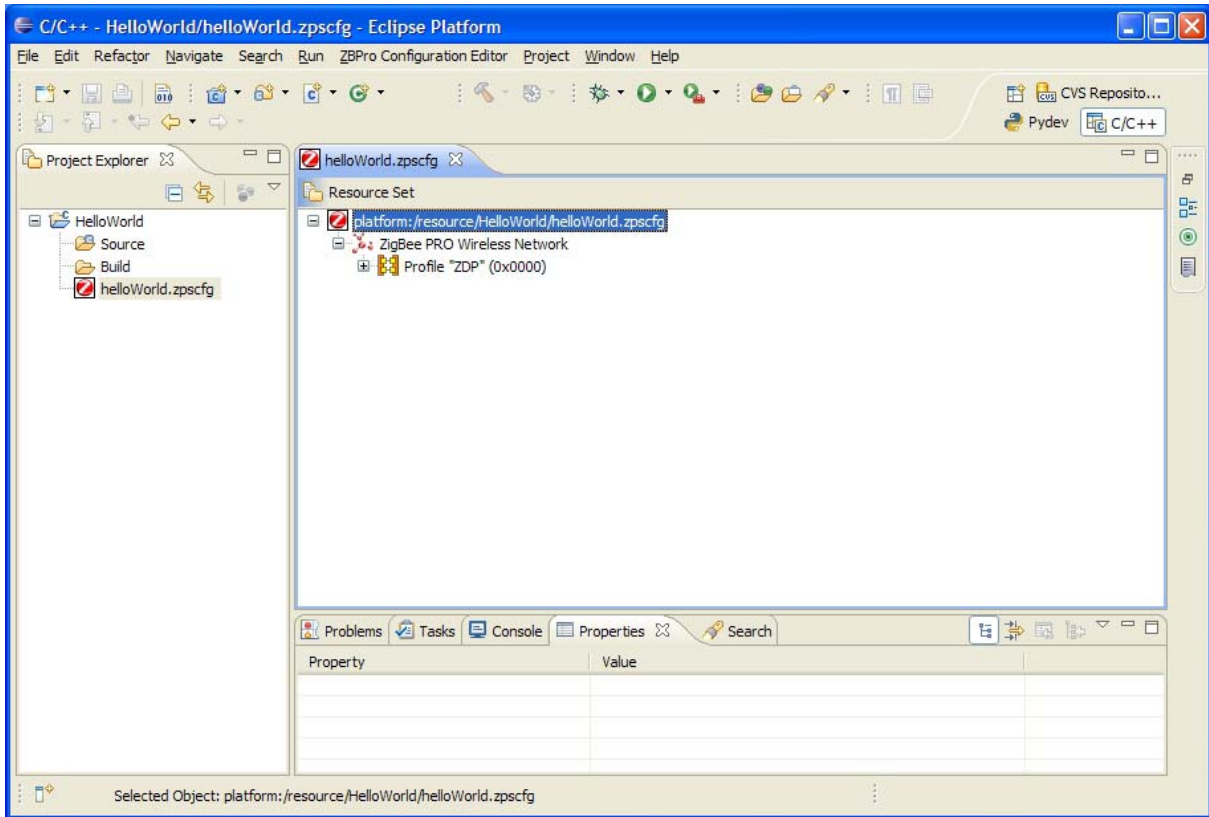 C/C++ - HelloWorld/helloWorld.zpscfg - Eclipse Platform
File Edit Refactor Navigate Search Run ZBPro Configuration Editor Project Window Help
CVS Reposito...
Pydev C/C++
Project Explorer
helloWorld.zpscfg
Resource Set
HelloWorld
Source
Build
helloWorld.zpscfg
platform:/resource/HelloWorld/helloWorld.zpscfg
ZigBee PRO Wireless Network
Profile "ZDP" (0x0000)
Problems Tasks Console Properties Search
Property Value
Selected Object: platform:/resource/HelloWorld/helloWorld.zpscfg